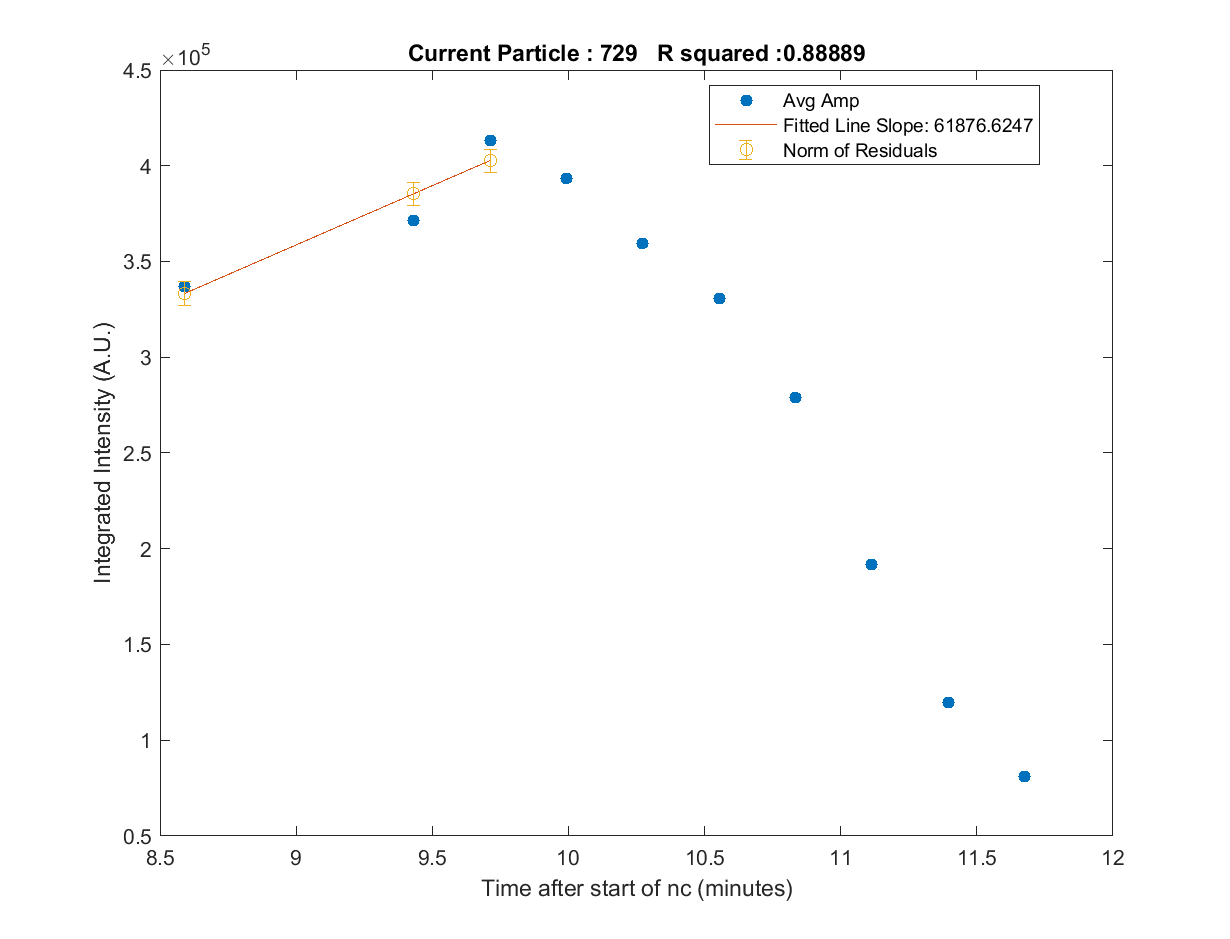 Current Particle : 729   R squared :0.88889
×10^5
4.5
4
3.5
3
2.5
2
1.5
1
0.5
Integrated Intensity (A.U.)
Avg Amp
Fitted Line Slope: 61876.6247
Norm of Residuals
8.5 9 9.5 10 10.5 11 11.5 12
Time after start of nc (minutes)